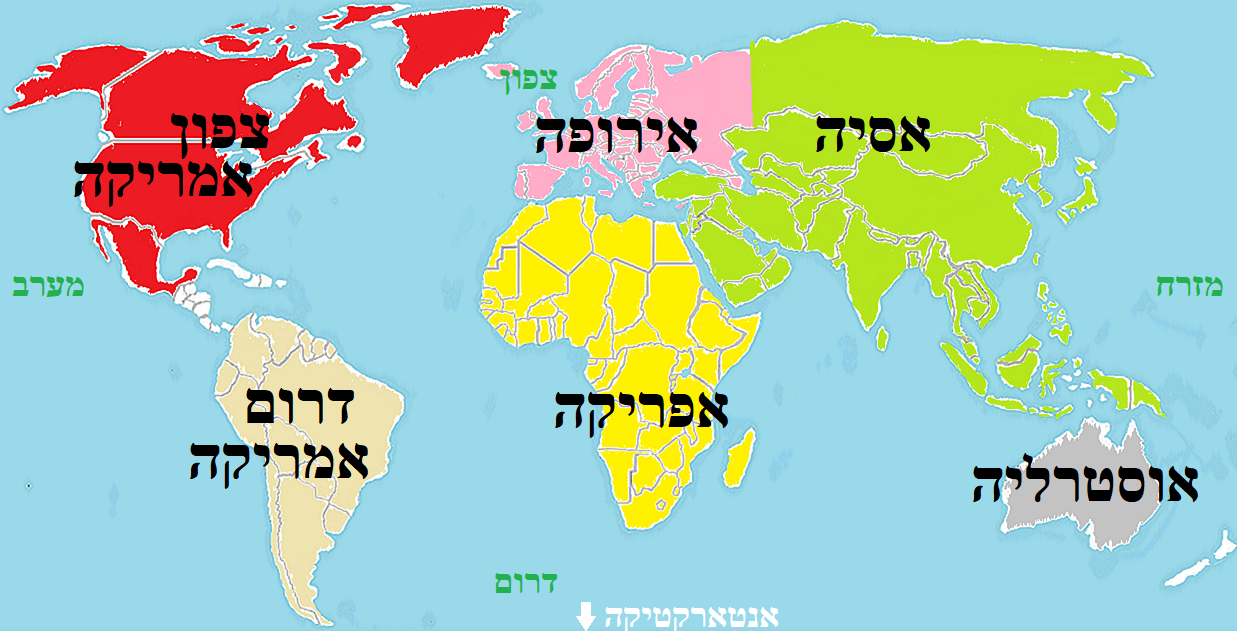 צפון
אירופה
אסיה
צפון
אמריקה
מזרח
מערב
אפריקה
דרום
אמריקה
אוסטרליה
דרום
אנטארקטיקה